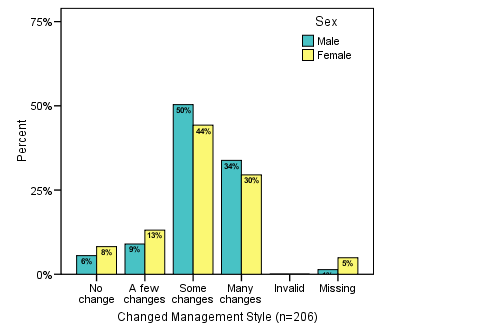 75%
50%
25%
0%
Percent
Sex
Male
Female
6%
8%
9%
13%
50%
44%
34%
30%
5%
No change
A few changes
Some changes
Many changes
Invalid
Missing
Changed Management Style (n=206)